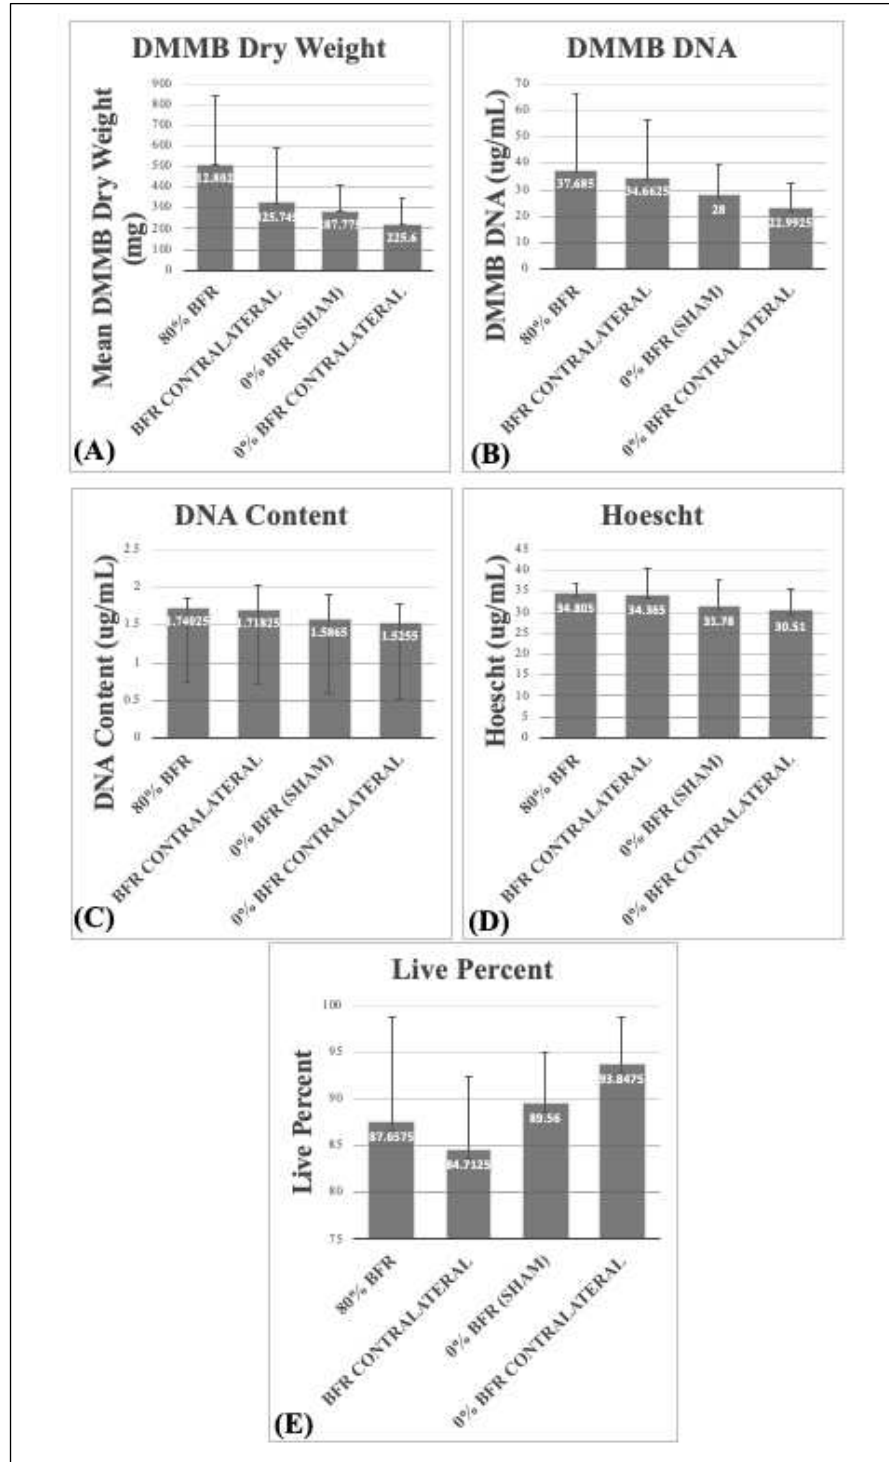 DMMB Dry Weight
Mean DMMB Dry Weight
(mg)
900
800
700
600
500
400
300
200
100
0
225.6
80% BFR
BFR CONTRALATERAL
0% BFR (SHAM)
0% BFR CONTRALATERAL
(A)
DMMB DNA
DMMB DNA (ug/mL)
70
60
50
40
30
20
10
0
37.685
34.6625
28
22.9925
80% BFR
BFR CONTRALATERAL
0% BFR (SHAM)
0% BFR CONTRALATERAL
(B)
DNA Content
DNA Content (ug/mL)
2.5
2
1.5
1
0.5
0
1.74025
1.71825
1.5865
1.5255
80% BFR
BFR CONTRALATERAL
0% BFR (SHAM)
0% BFR CONTRALATERAL
(C)
Hoescht
Hoescht (ug/mL)
45
40
35
30
25
20
15
10
5
0
34.805
34.365
31.78
30.51
80% BFR
BFR CONTRALATERAL
0% BFR (SHAM)
0% BFR CONTRALATERAL
(D)
Live Percent
Live Percent
100
95
90
85
80
75
87.6575
84.7125
89.56
93.8475
80% BFR
BFR CONTRALATERAL
0% BFR (SHAM)
0% BFR CONTRALATERAL
(E)